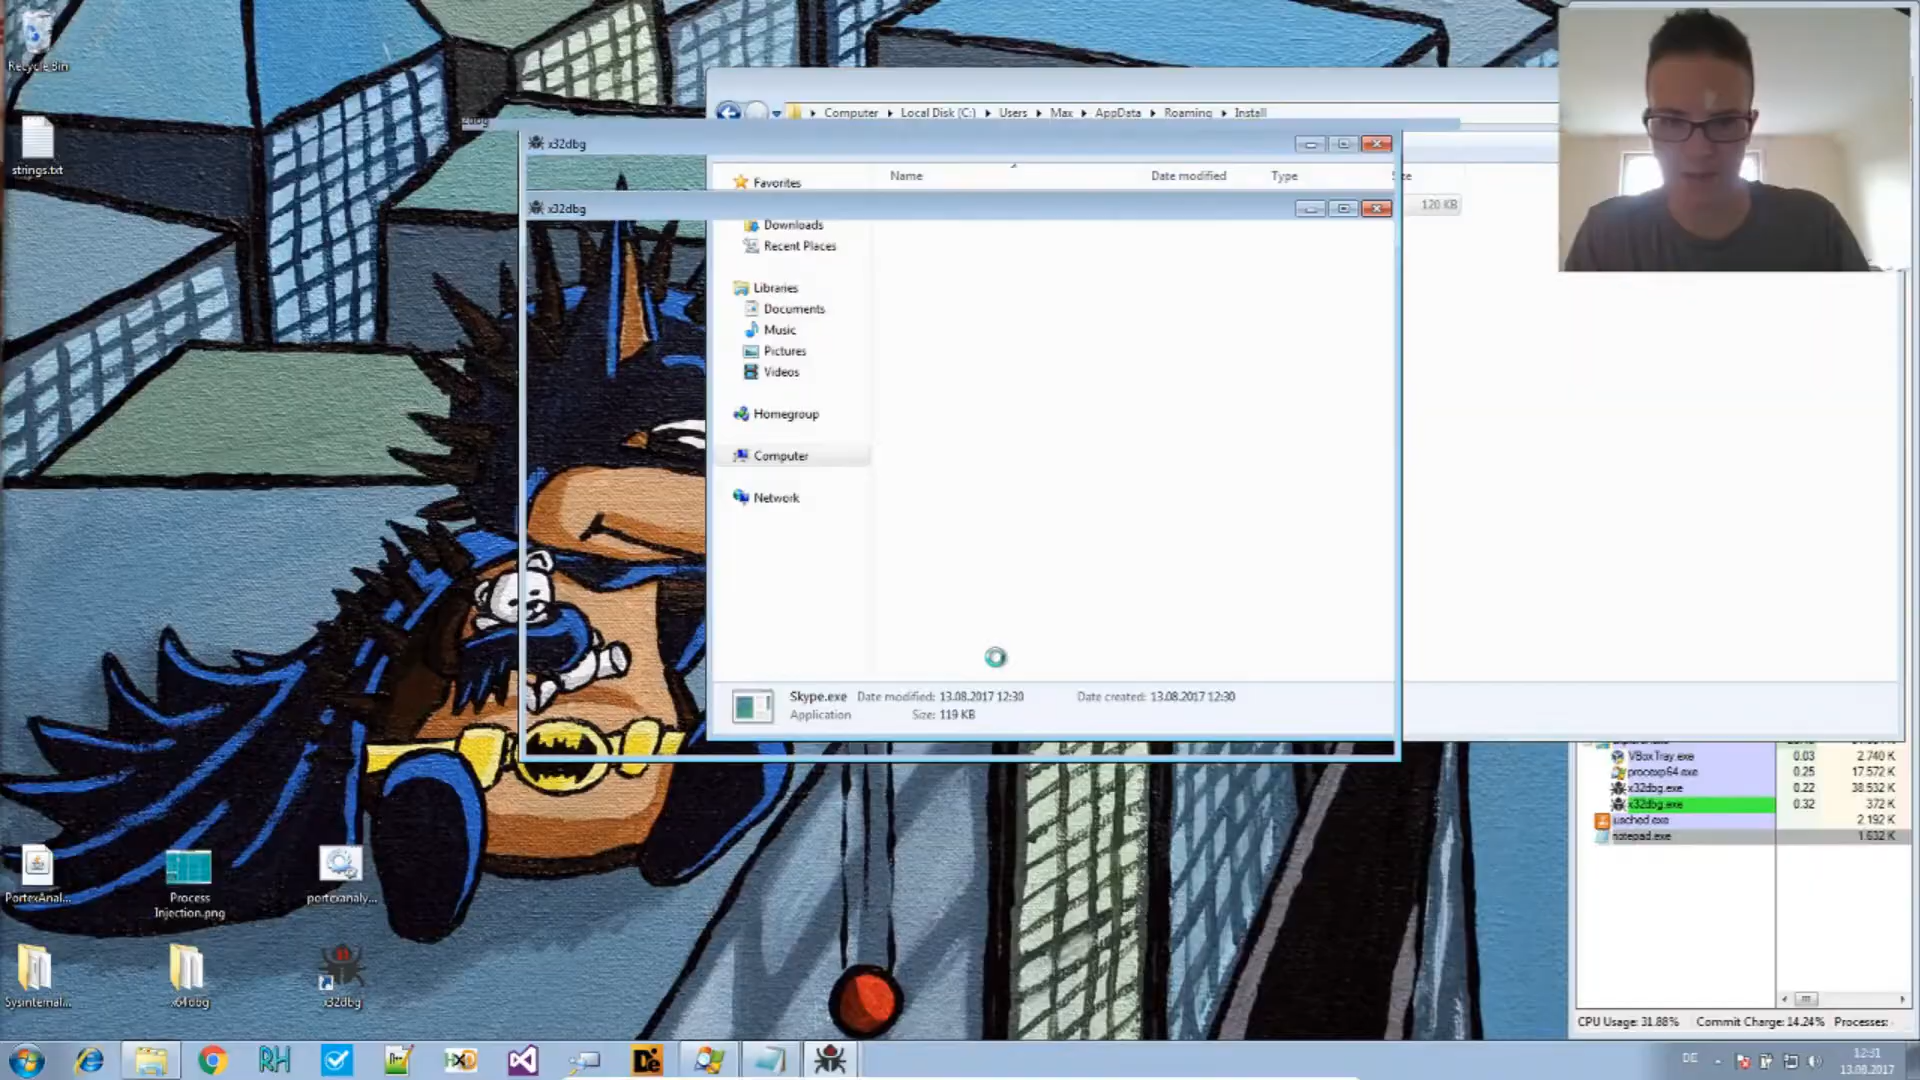 Recycle Bin
strings.txt
Computer Local Disk (C:) Users Max AppData Roaming Install
x32dbg
Name Date modified Type
Favorites
x32dbg
120 KB
Downloads
Recent Places
Libraries
Documents
Music
Pictures
Videos
Homegroup
Computer
Network
Skype.exe Date modified: 13.08.2017 12:30 Date created: 13.08.2017 12:30
Application Size: 119 KB
VBoxTray.exe 0.03 2.740 K
procexp64.exe 0.25 17.572 K
x32dbg.exe 0.22 38.532 K
x32dbg.exe 0.32 372 K
jusched.exe 2.192 K
notepad.exe 1.632 K
PortexAnal...
Process Injection.png
portexanaly...
Sysinternal...
x64dbg
x32dbg
CPU Usage: 31.88% Commit Charge: 14.24% Processes:
RH
HXD
De
DE
12:31
13.08.2017